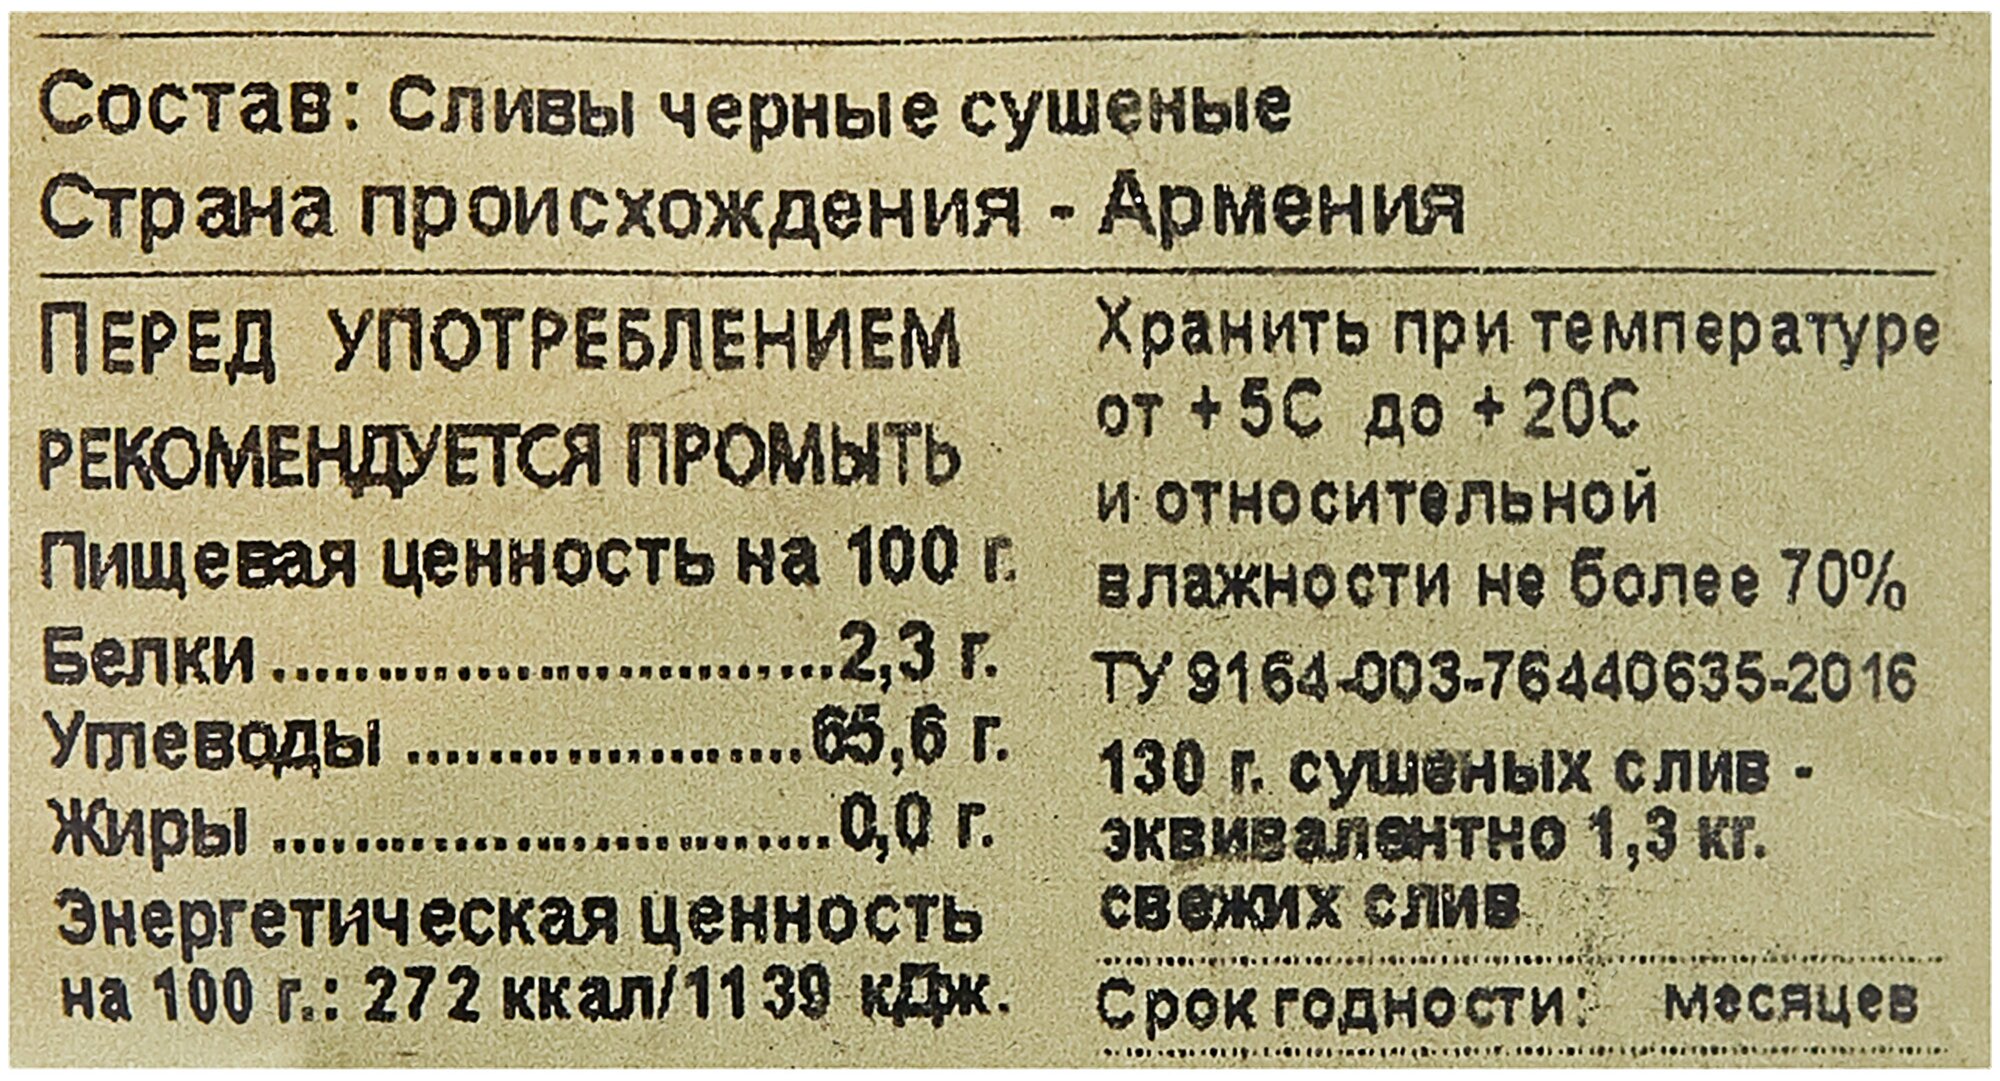 Состав: Сливы черные сушеные
Страна происхождения - Армения
ПЕРЕД УПОТРЕБЛЕНИЕМ
РЕКОМЕНДУЕТСЯ ПРОМЫТЬ
Пищевая ценность на 100 г.
Белки ..............................2,3 г.
Углеводы .....................65,6 г.
Жиры ..............................0,0 г.
Энергетическая ценность
на 100 г.: 272 ккал/1139 кДж.
Хранить при температуре
от +5С до +20С
и относительной
влажности не более 70%
ТУ 9164-003-76440635-2016
130 г. сушеных слив -
эквивалентно 1,3 кг.
свежих слив
Срок годности: месяцев